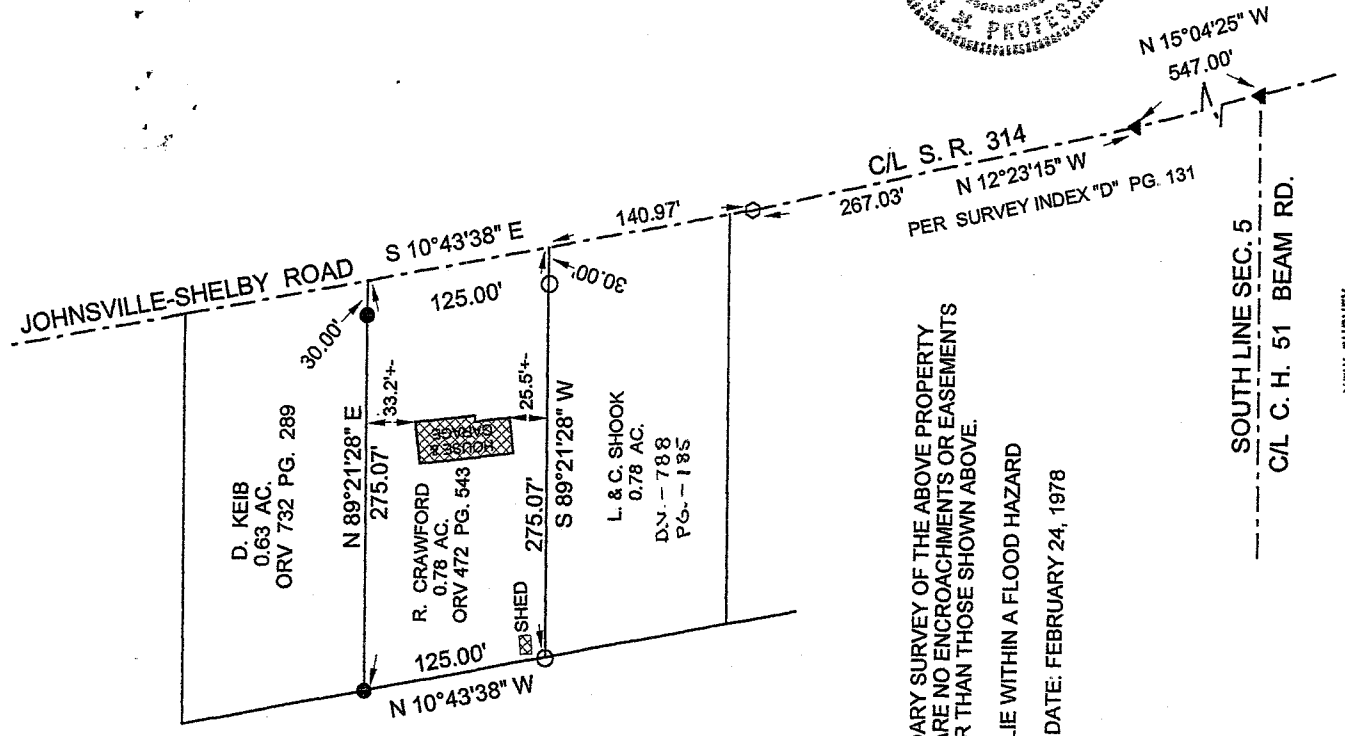 PROFESS
N 15°04'25" W
547.00'
C/L S. R. 314
N 12°23'15" W
267.03'
PER SURVEY INDEX "D" PG. 131
140.97'
S 10°43'38" E
JOHNSVILLE-SHELBY ROAD
125.00'
30.00'
30.00'
33.2'+-
25.5'+-
HOUSE &
GARAGE
D. KEIB
0.63 AC.
ORV 732 PG. 289
N 89°21'28" E
275.07'
R. CRAWFORD
0.78 AC.
ORV 472 PG. 543
275.07'
S 89°21'28" W
L. & C. SHOOK
0.78 AC.
D.V. - 788
PG. - 185
SHED
125.00'
N 10°43'38" W
DARY SURVEY OF THE ABOVE PROPERTY
ARE NO ENCROACHMENTS OR EASEMENTS
R THAN THOSE SHOWN ABOVE.
LIE WITHIN A FLOOD HAZARD
DATE: FEBRUARY 24, 1978
SOUTH LINE SEC. 5
C/L C. H. 51 BEAM RD.